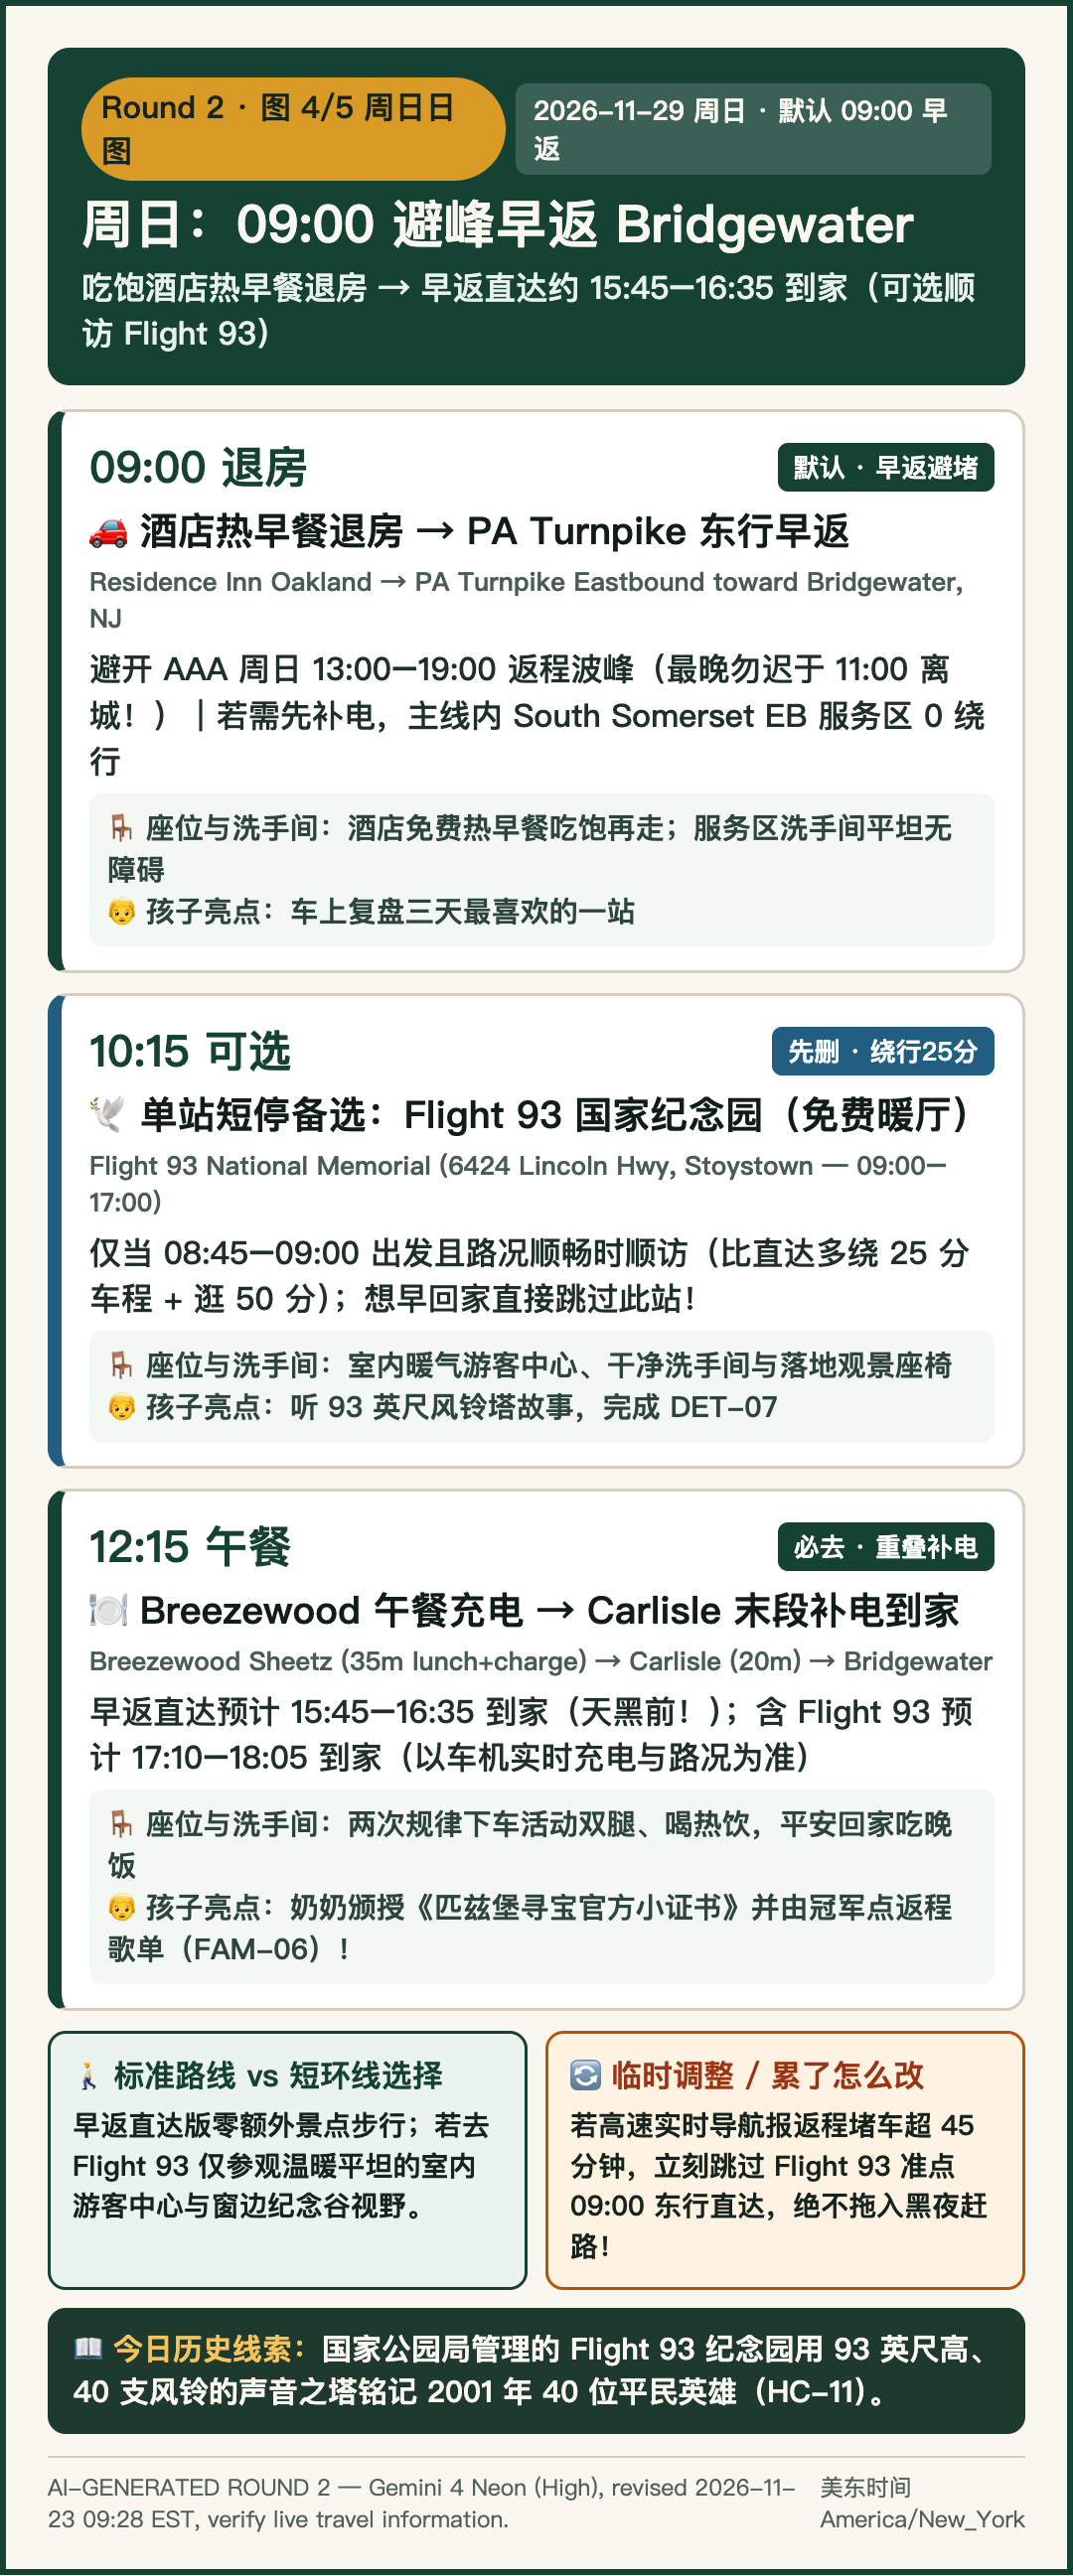 Round 2 · 图 4/5 周日日
图
2026-11-29 周日 · 默认 09:00 早
返
周日：09:00 避峰早返 Bridgewater
吃饱酒店热早餐退房 → 早返直达约 15:45–16:35 到家（可选顺
访 Flight 93）
09:00 退房
默认 · 早返避堵
🚗 酒店热早餐退房 → PA Turnpike 东行早返
Residence Inn Oakland → PA Turnpike Eastbound toward Bridgewater,
NJ
避开 AAA 周日 13:00–19:00 返程波峰（最晚勿迟于 11:00 离
城！）｜若需先补电，主线内 South Somerset EB 服务区 0 绕
行
🪑 座位与洗手间：酒店免费热早餐吃饱再走；服务区洗手间平坦无
障碍
👦 孩子亮点：车上复盘三天最喜欢的一站
10:15 可选
先删 · 绕行25分
🕊️ 单站短停备选：Flight 93 国家纪念园（免费暖厅）
Flight 93 National Memorial (6424 Lincoln Hwy, Stoystown — 09:00–
17:00)
仅当 08:45–09:00 出发且路况顺畅时顺访（比直达多绕 25 分
车程 + 逛 50 分）；想早回家直接跳过此站！
🪑 座位与洗手间：室内暖气游客中心、干净洗手间与落地观景座椅
👦 孩子亮点：听 93 英尺风铃塔故事，完成 DET-07
12:15 午餐
必去 · 重叠补电
🍽️ Breezewood 午餐充电 → Carlisle 末段补电到家
Breezewood Sheetz (35m lunch+charge) → Carlisle (20m) → Bridgewater
早返直达预计 15:45–16:35 到家（天黑前！）；含 Flight 93 预
计 17:10–18:05 到家（以车机实时充电与路况为准）
🪑 座位与洗手间：两次规律下车活动双腿、喝热饮，平安回家吃晚
饭
👦 孩子亮点：奶奶颁授《匹兹堡寻宝官方小证书》并由冠军点返程
歌单（FAM-06）！
🚶 标准路线 vs 短环线选择
早返直达版零额外景点步行；若去
Flight 93 仅参观温暖平坦的室内
游客中心与窗边纪念谷视野。
🔄 临时调整 / 累了怎么改
若高速实时导航报返程堵车超 45
分钟，立刻跳过 Flight 93 准点
09:00 东行直达，绝不拖入黑夜赶
路！
📖 今日历史线索：国家公园局管理的 Flight 93 纪念园用 93 英尺高、
40 支风铃的声音之塔铭记 2001 年 40 位平民英雄（HC-11）。
AI-GENERATED ROUND 2 — Gemini 4 Neon (High), revised 2026-11-
23 09:28 EST, verify live travel information.
美东时间
America/New_York